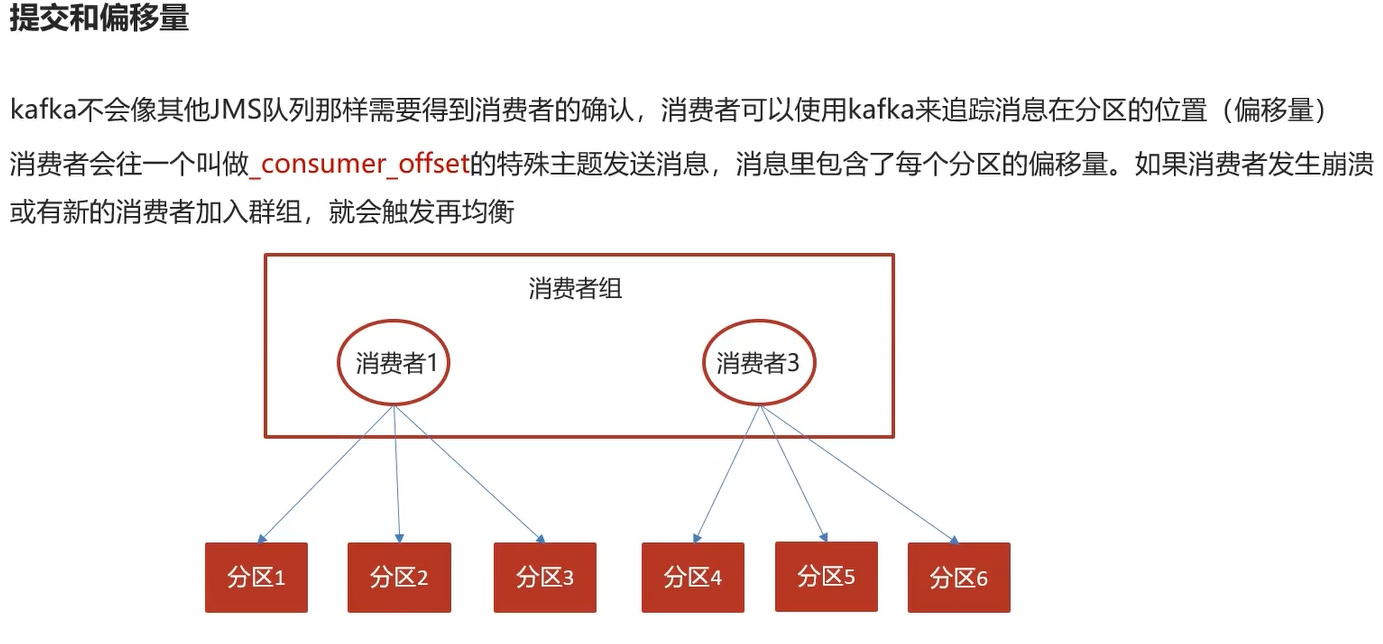 提交和偏移量
kafka不会像其他JMS队列那样需要得到消费者的确认，消费者可以使用kafka来追踪消息在分区的位置（偏移量）
消费者会往一个叫做_consumer_offset的特殊主题发送消息，消息里包含了每个分区的偏移量。如果消费者发生崩溃
或有新的消费者加入群组，就会触发再均衡
消费者组
消费者1
消费者3
分区1
分区2
分区3
分区4
分区5
分区6